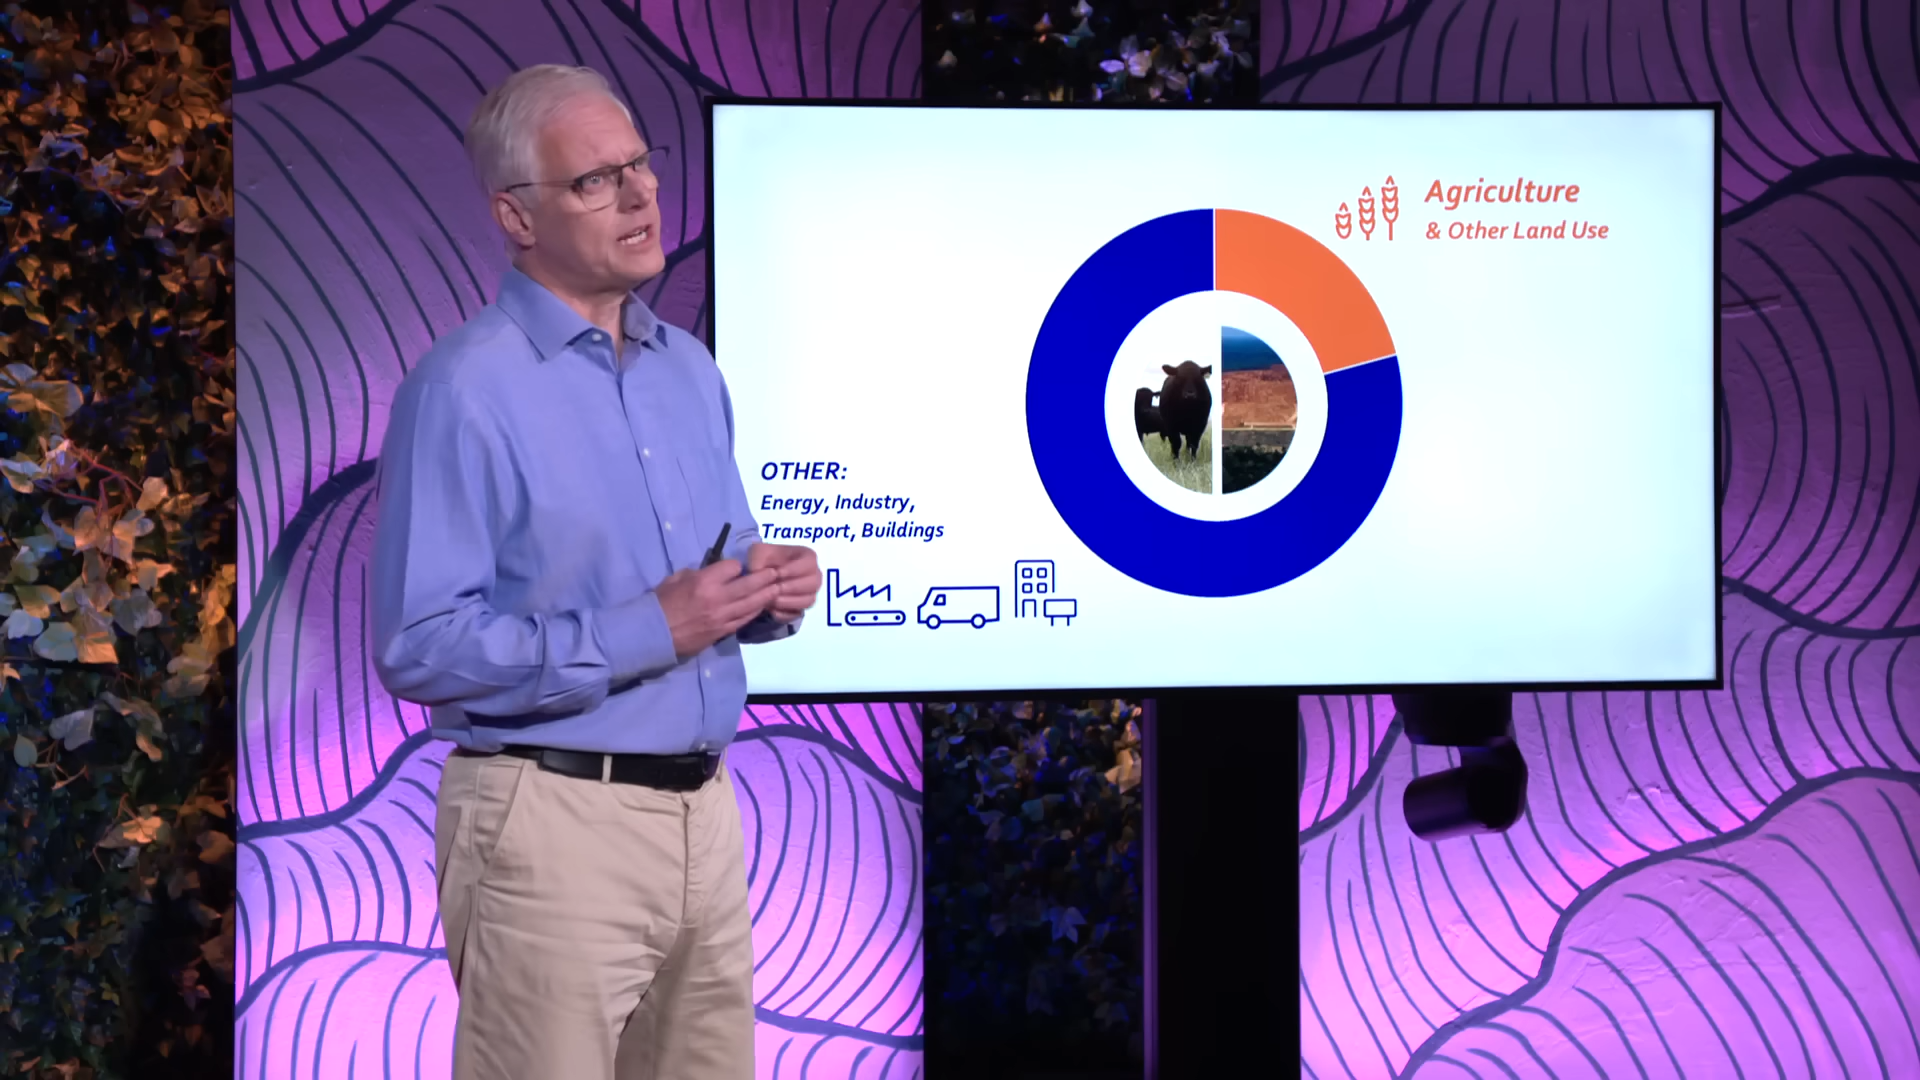 Agriculture
& Other Land Use
OTHER:
Energy, Industry,
Transport, Buildings